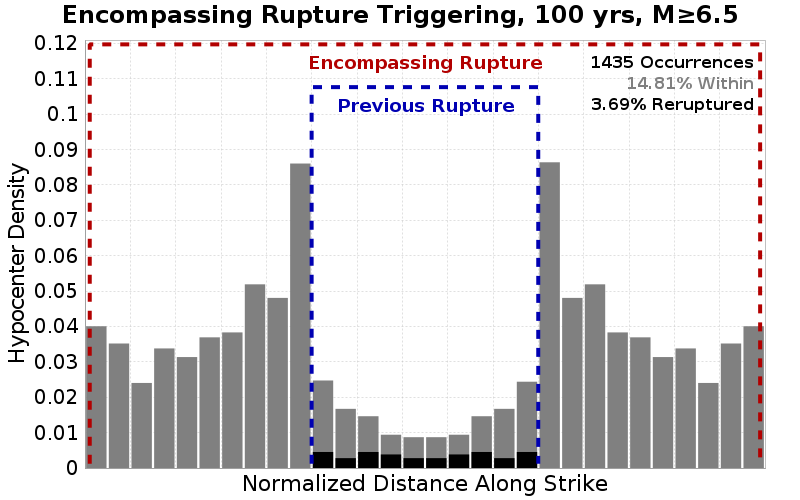 Encompassing Rupture Triggering, 100 yrs, M≥6.5
Encompassing Rupture
Previous Rupture
1435 Occurrences
14.81% Within
3.69% Reruptured
Hypocenter Density
0.12
0.11
0.1
0.09
0.08
0.07
0.06
0.05
0.04
0.03
0.02
0.01
0
Normalized Distance Along Strike